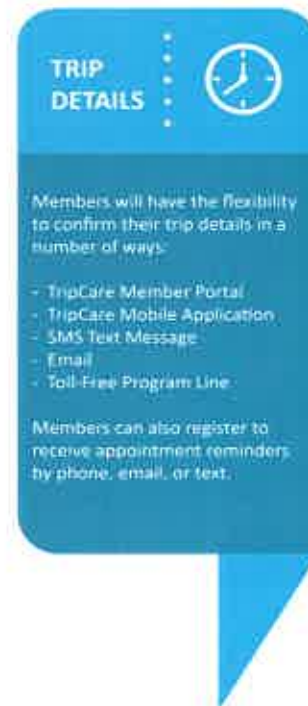 TRIP
DETAILS
Members will have the flexibility
to confirm their trip details in a
number of ways:
- TripCare Member Portal
- TripCare Mobile Application
- SMS Text Message
- Email
- Toll-Free Program Line
Members can also register to
receive appointment reminders
by phone, email, or text.